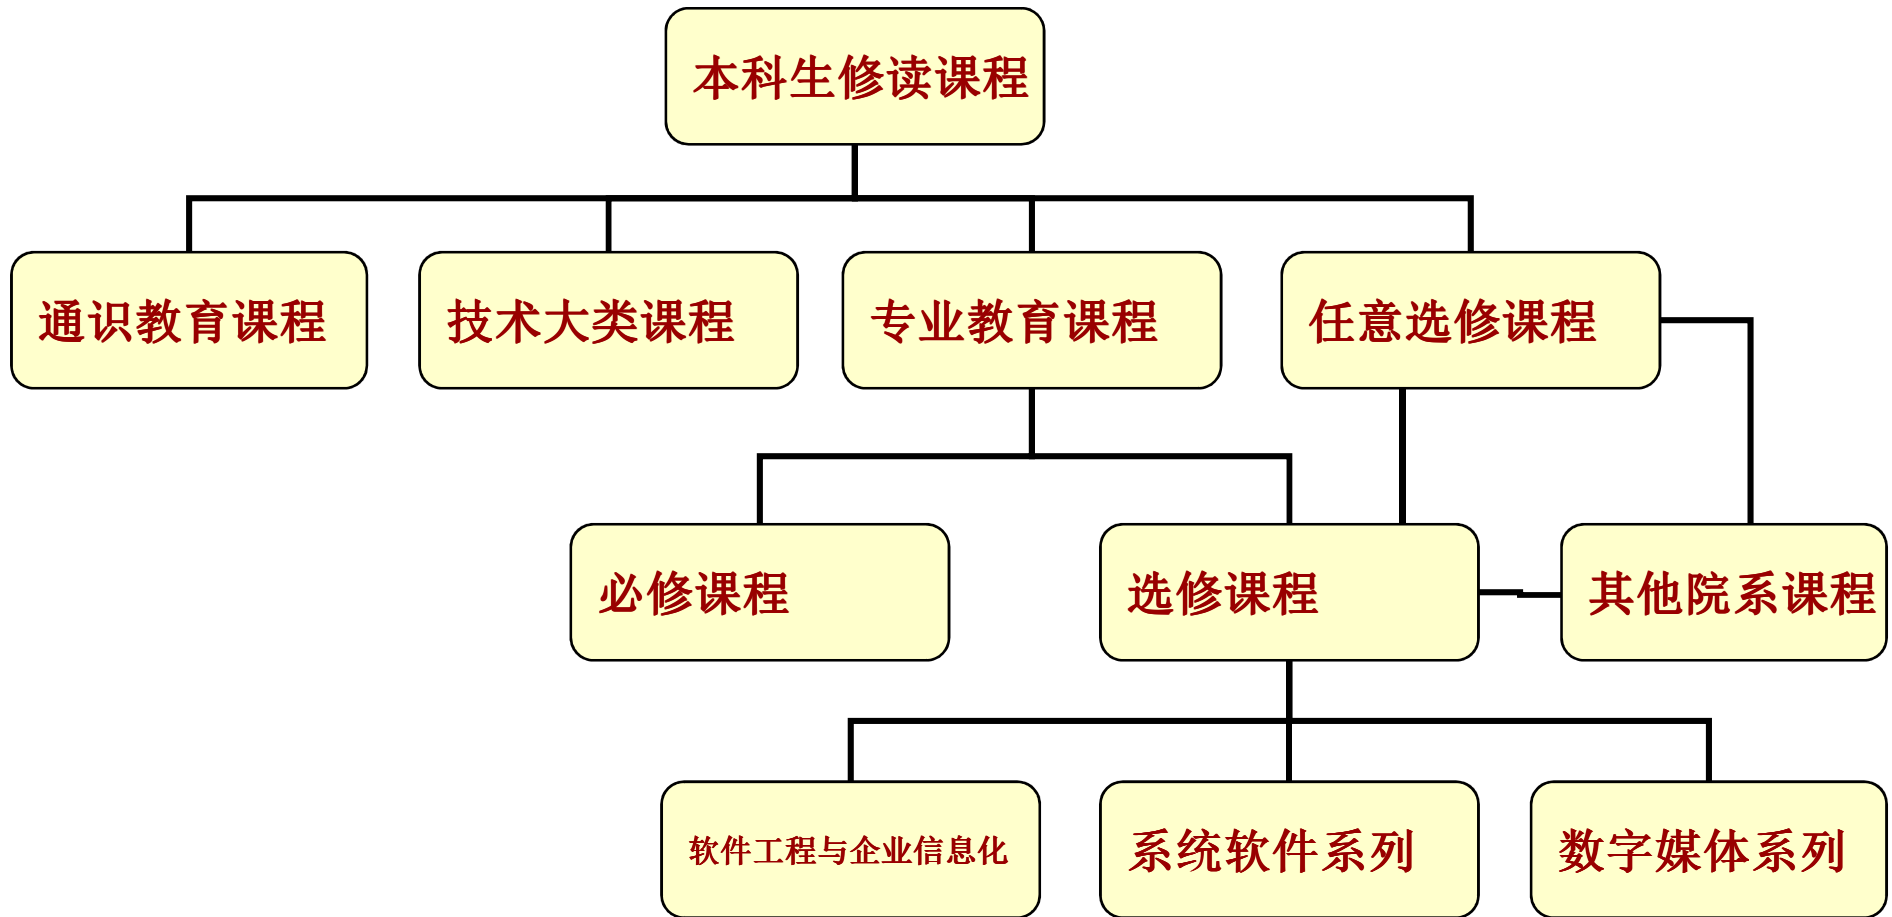 本科生修读课程
通识教育课程
技术大类课程
专业教育课程
任意选修课程
必修课程
选修课程
其他院系课程
软件工程与企业信息化
系统软件系列
数字媒体系列